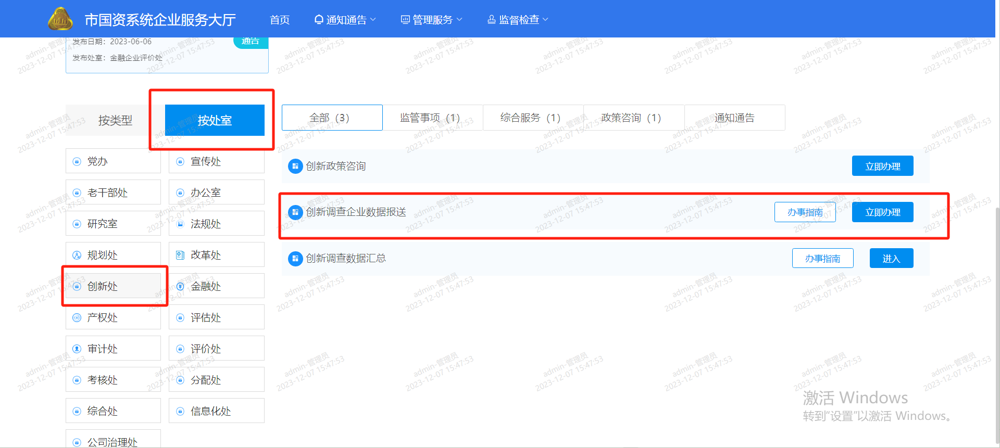 市国资系统企业服务大厅
首页
通知通告
管理服务
监督检查
发布日期：2023-06-06
通告
发布处室：金融企业评价处
按类型
按处室
全部（3）
监管事项（1）
综合服务（1）
政策咨询（1）
通知通告
党办
宣传处
老干部处
办公室
研究室
法规处
规划处
改革处
创新处
金融处
产权处
评估处
审计处
评价处
考核处
分配处
综合处
信息化处
公司治理处
创新政策咨询
立即办理
创新调查企业数据报送
办事指南
立即办理
创新调查数据汇总
办事指南
进入
admin-管理员
2023-12-07 15:47:53
激活 Windows
转到“设置”以激活 Windows。